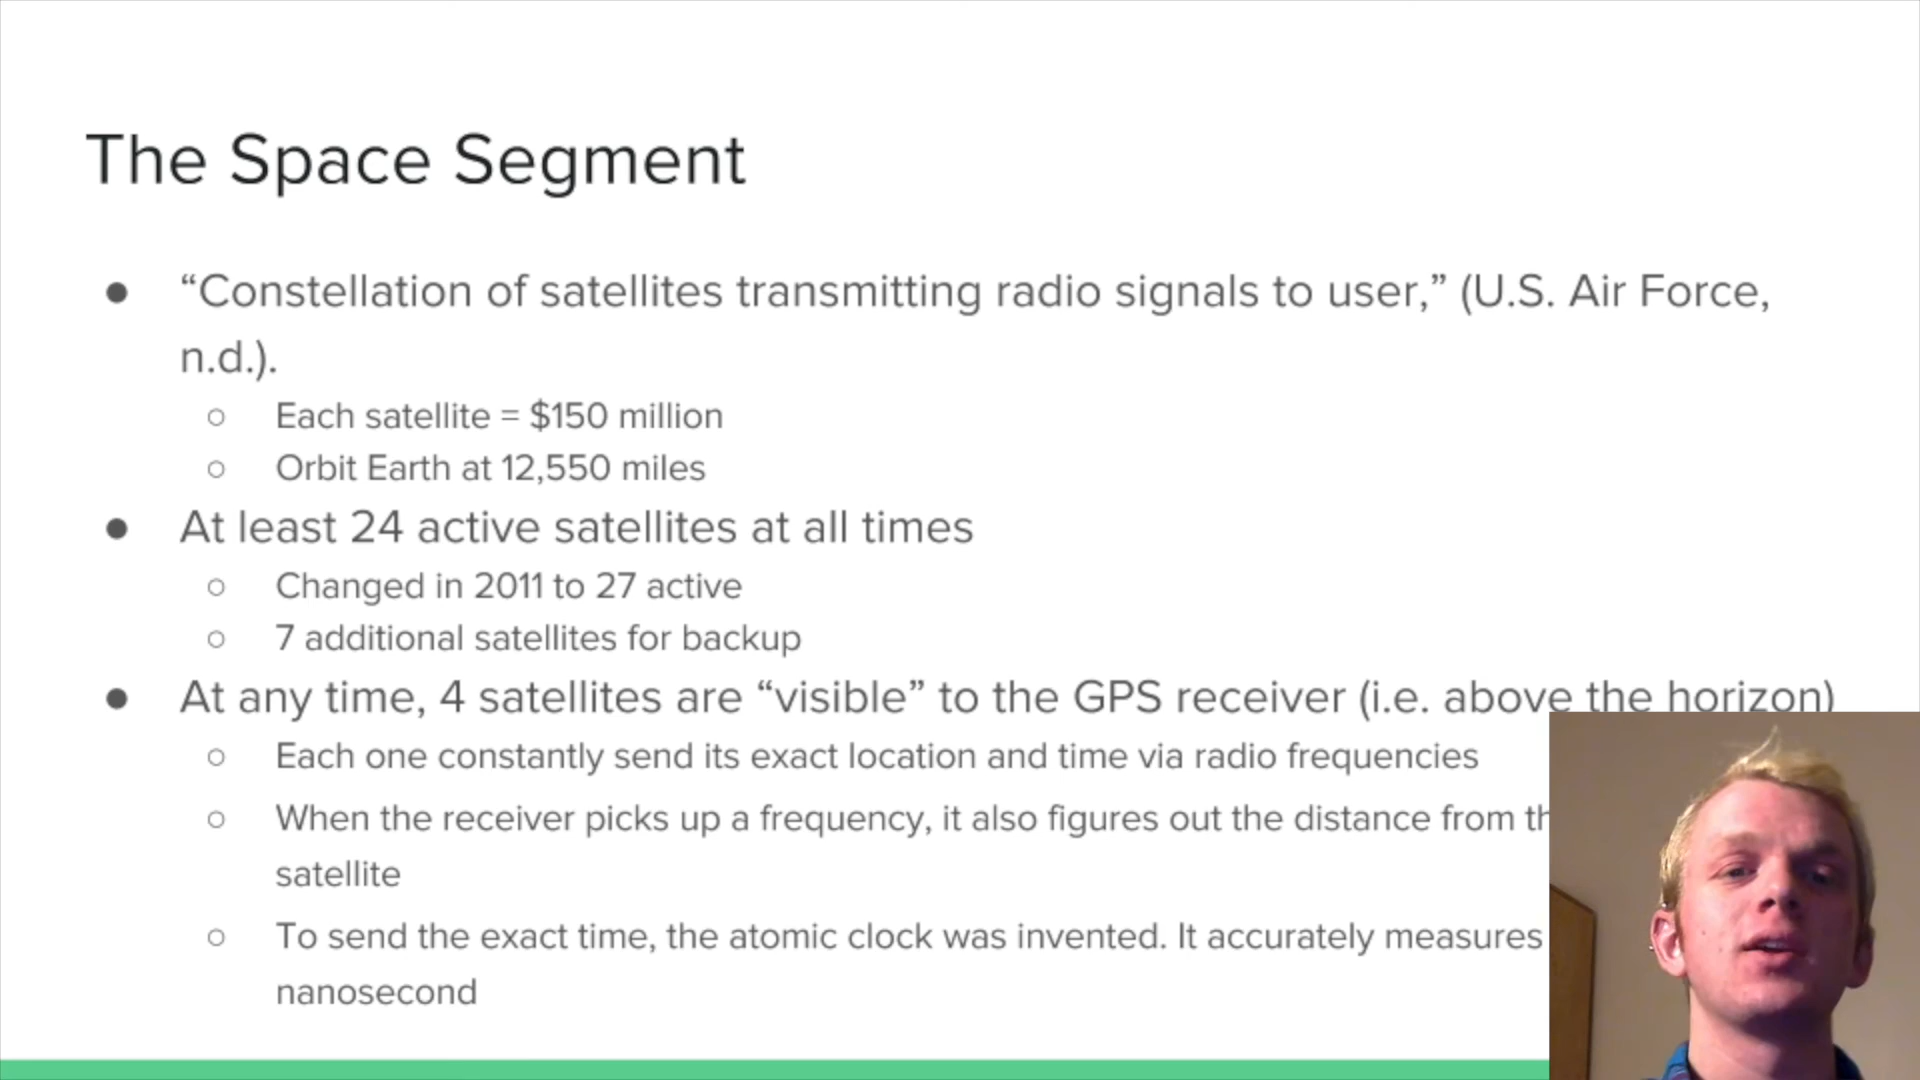 The Space Segment
● “Constellation of satellites transmitting radio signals to user,” (U.S. Air Force,
n.d.).
○ Each satellite = $150 million
○ Orbit Earth at 12,550 miles
● At least 24 active satellites at all times
○ Changed in 2011 to 27 active
○ 7 additional satellites for backup
● At any time, 4 satellites are “visible” to the GPS receiver (i.e. above the horizon)
○ Each one constantly send its exact location and time via radio frequencies
○ When the receiver picks up a frequency, it also figures out the distance from
satellite
○ To send the exact time, the atomic clock was invented. It accurately measures
nanosecond